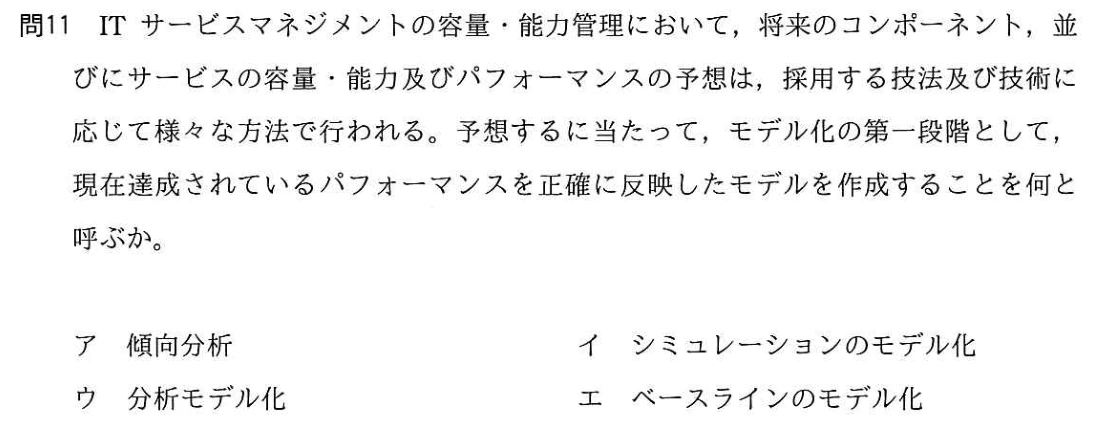 問11 IT サービスマネジメントの容量・能力管理において，将来のコンポーネント，並
びにサービスの容量・能力及びパフォーマンスの予想は，採用する技法及び技術に
応じて様々な方法で行われる。予想するに当たって，モデル化の第一段階として，
現在達成されているパフォーマンスを正確に反映したモデルを作成することを何と
呼ぶか。
ア 傾向分析 イ シミュレーションのモデル化
ウ 分析モデル化 エ ベースラインのモデル化